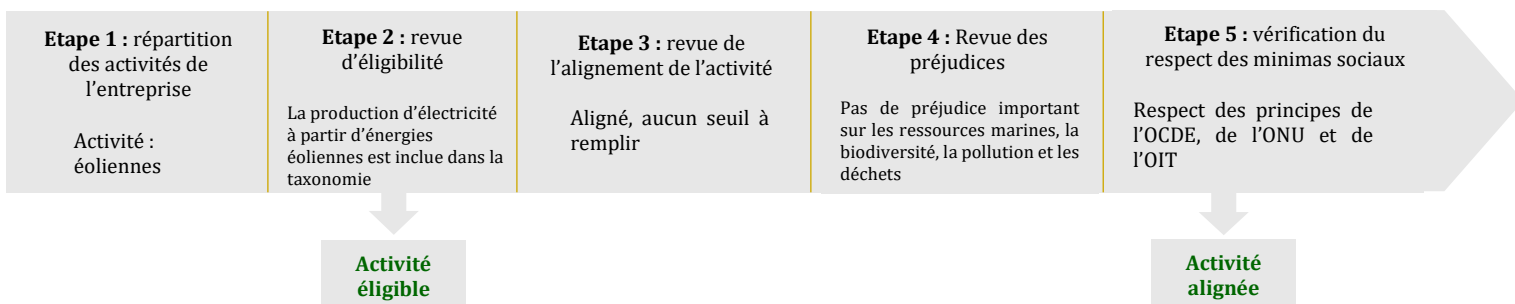 Etape 1 : répartition
des activités de
l’entreprise
Activité :
éoliennes
Etape 2 : revue
d’éligibilité
La production d’électricité
à partir d’énergies
éoliennes est inclue dans la
taxonomie
Etape 3 : revue de
l’alignement de l’activité
Aligné, aucun seuil à
remplir
Etape 4 : Revue des
préjudices
Pas de préjudice important
sur les ressources marines, la
biodiversité, la pollution et les
déchets
Etape 5 : vérification du
respect des minimas sociaux
Respect des principes de
l’OCDE, de l’ONU et de
l’OIT
Activité
éligible
Activité
alignée